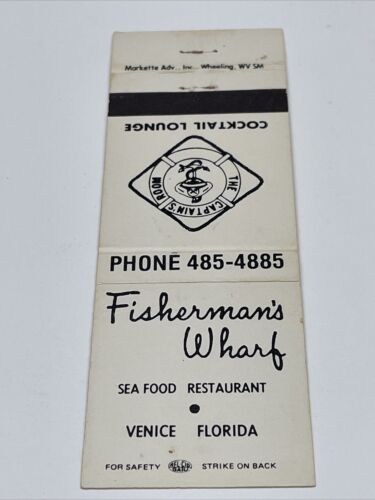 Markette Adv., Inc., Wheeling, WV SM
COCKTAIL LOUNGE
THE CAPTAIN'S ROOM
PHONE 485-4885
Fisherman's
Wharf
SEA FOOD RESTAURANT
VENICE FLORIDA
FOR SAFETY STRIKE ON BACK